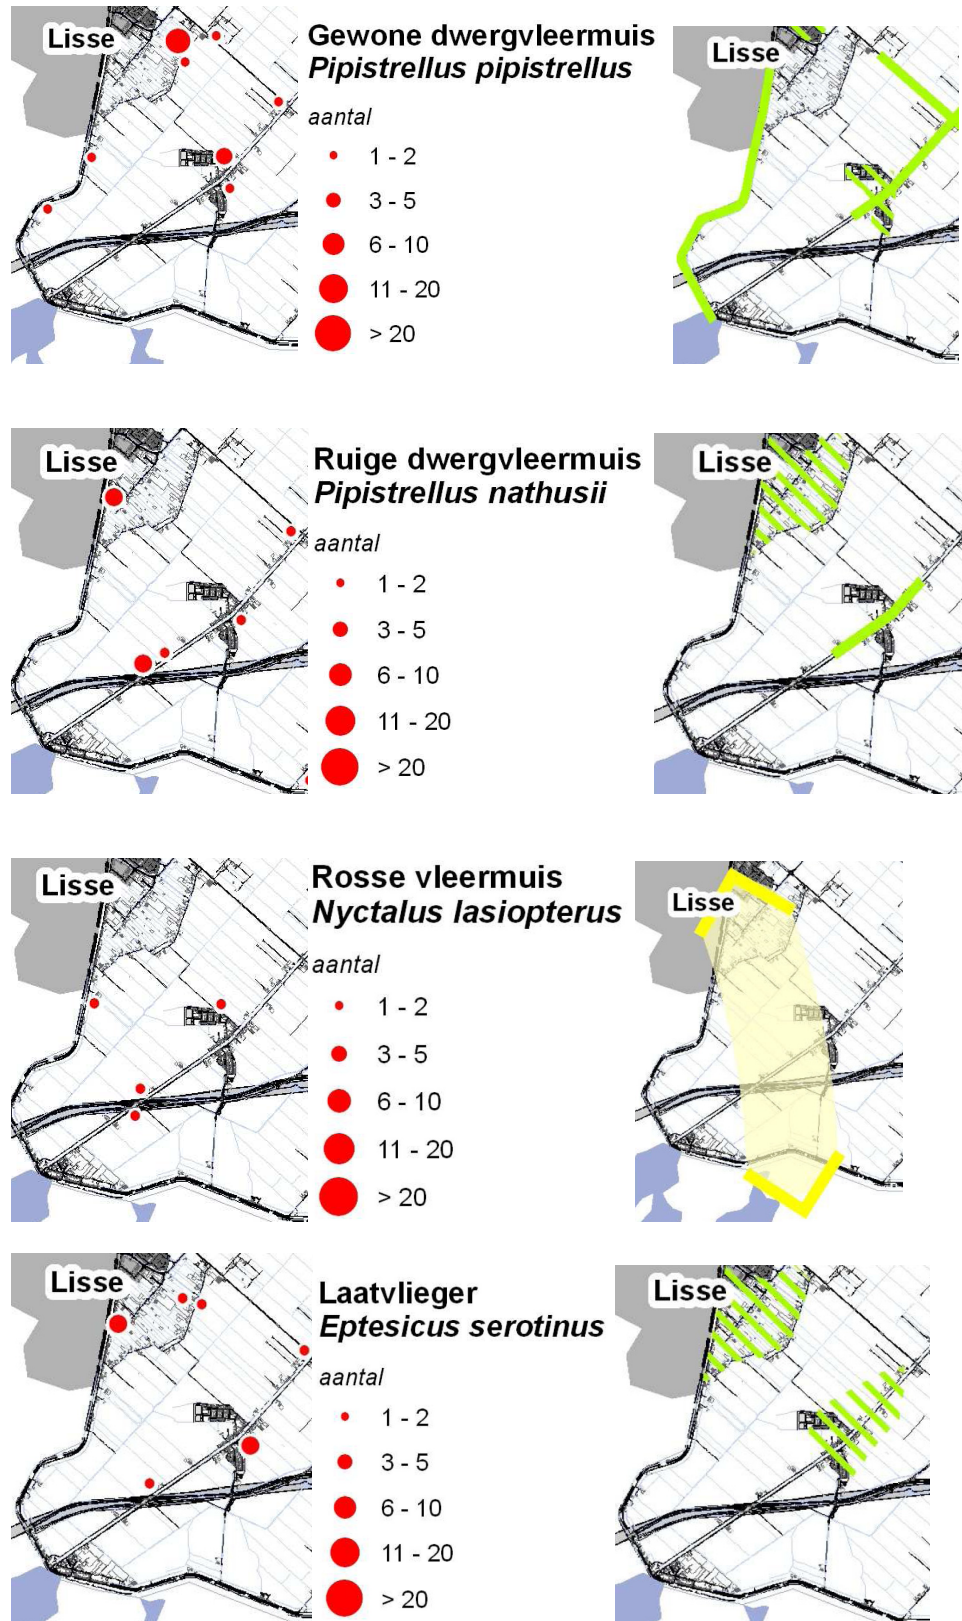 Lisse
Gewone dwergvleermuis
Pipistrellus pipistrellus
aantal
1 - 2
3 - 5
6 - 10
11 - 20
> 20
Lisse
Lisse
Ruige dwergvleermuis
Pipistrellus nathusii
aantal
1 - 2
3 - 5
6 - 10
11 - 20
> 20
Lisse
Lisse
Rosse vleermuis
Nyctalus lasiopterus
aantal
1 - 2
3 - 5
6 - 10
11 - 20
> 20
Lisse
Lisse
Laatvlieger
Eptesicus serotinus
aantal
1 - 2
3 - 5
6 - 10
11 - 20
> 20
Lisse